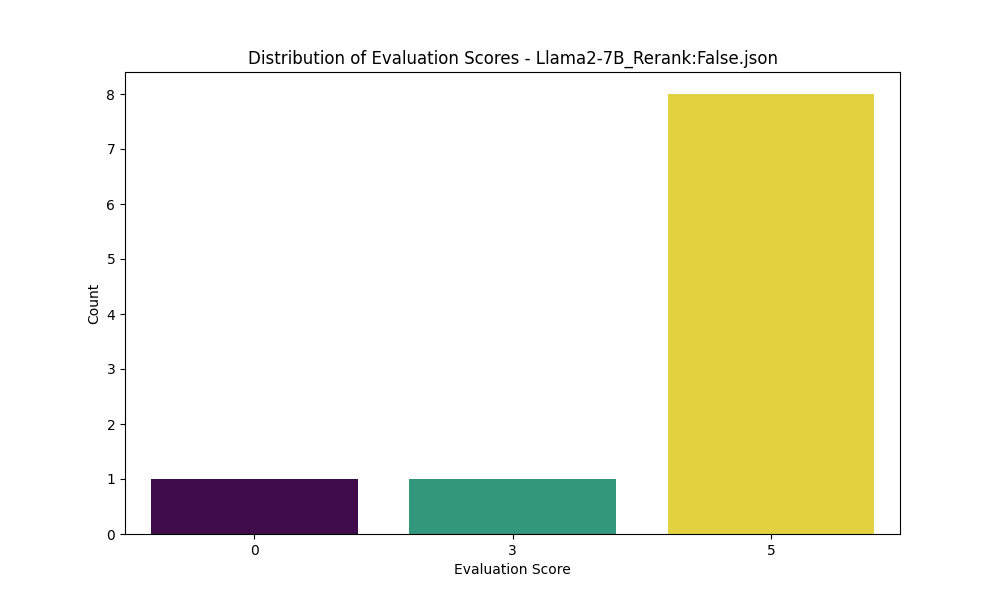 Distribution of Evaluation Scores - Llama2-7B_Rerank:False.json
8
7
6
5
4
3
2
1
0
Count
0 3 5
Evaluation Score